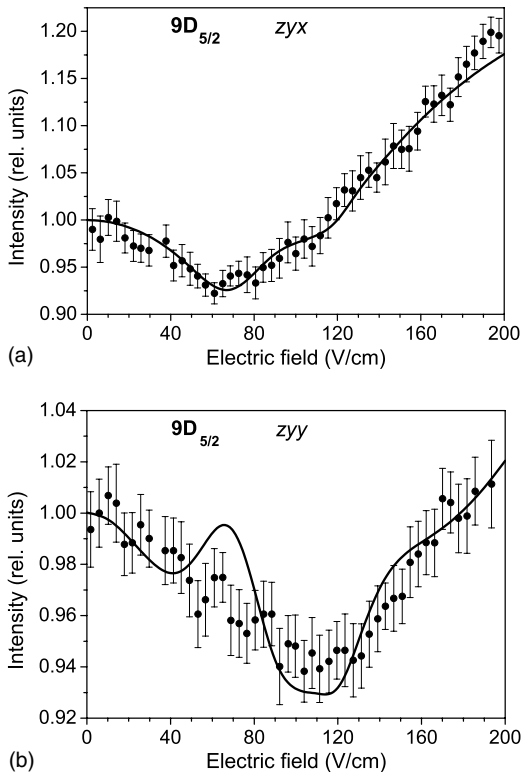 9D5/2 zyx
1.20
1.15
1.10
1.05
1.00
0.95
0.90
Intensity (rel. units)
0 40 80 120 160 200
Electric field (V/cm)
(a)
9D5/2 zyy
1.04
1.02
1.00
0.98
0.96
0.94
0.92
Intensity (rel. units)
0 40 80 120 160 200
Electric field (V/cm)
(b)